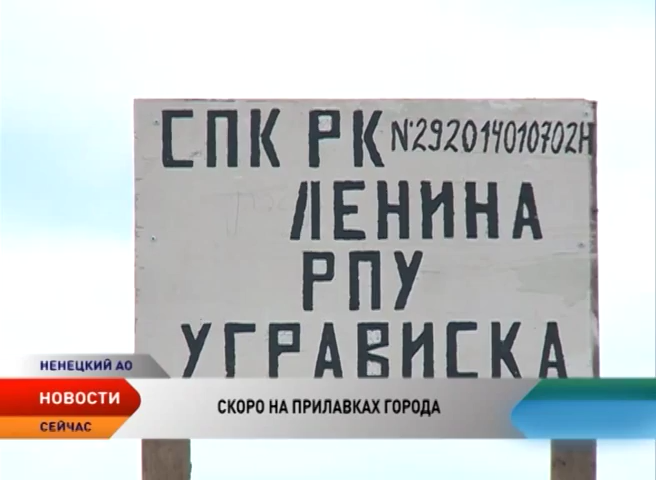 СПК РК №292014010702Н
ЛЕНИНА
РПУ
УГРАВИСКА
НЕНЕЦКИЙ АО
НОВОСТИ
СЕЙЧАС
СКОРО НА ПРИЛАВКАХ ГОРОДА